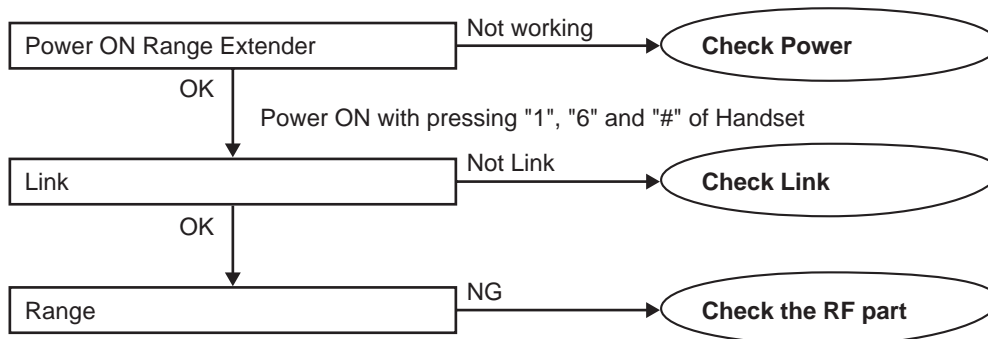 Power ON Range Extender
Not working
Check Power
OK
Power ON with pressing "1", "6" and "#" of Handset
Link
Not Link
Check Link
OK
Range
NG
Check the RF part